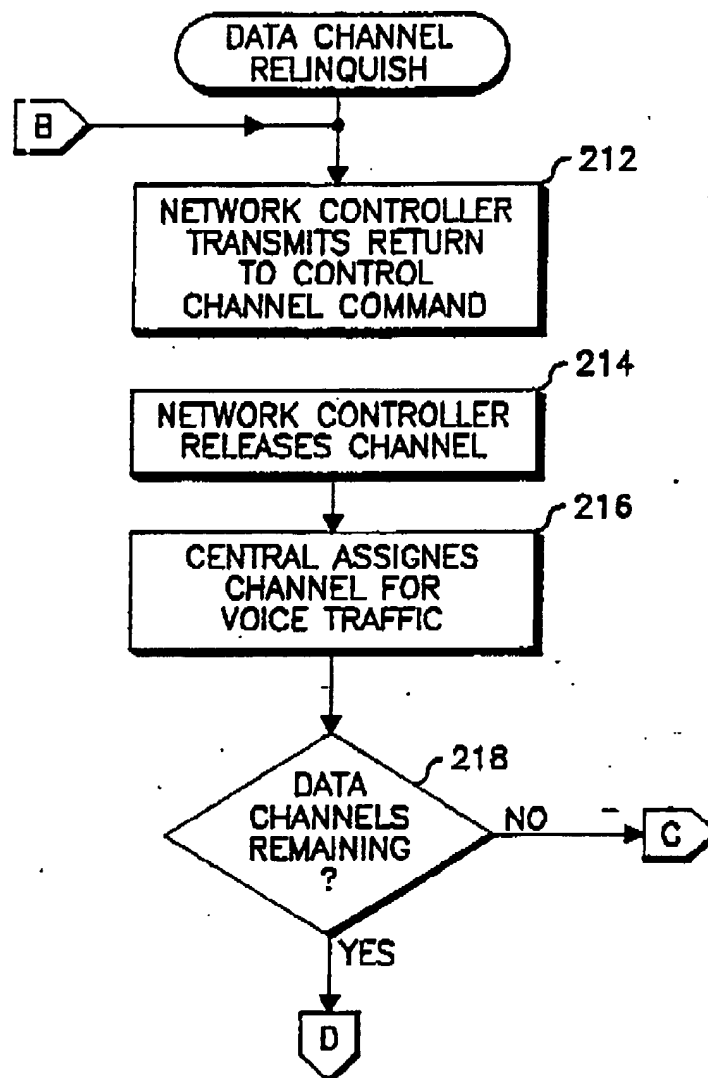 DATA CHANNEL
RELINQUISH
B
212
NETWORK CONTROLLER
TRANSMITS RETURN
TO CONTROL
CHANNEL COMMAND
214
NETWORK CONTROLLER
RELEASES CHANNEL
216
CENTRAL ASSIGNES
CHANNEL FOR
VOICE TRAFFIC
218
DATA
CHANNELS
REMAINING
?
NO
C
YES
D